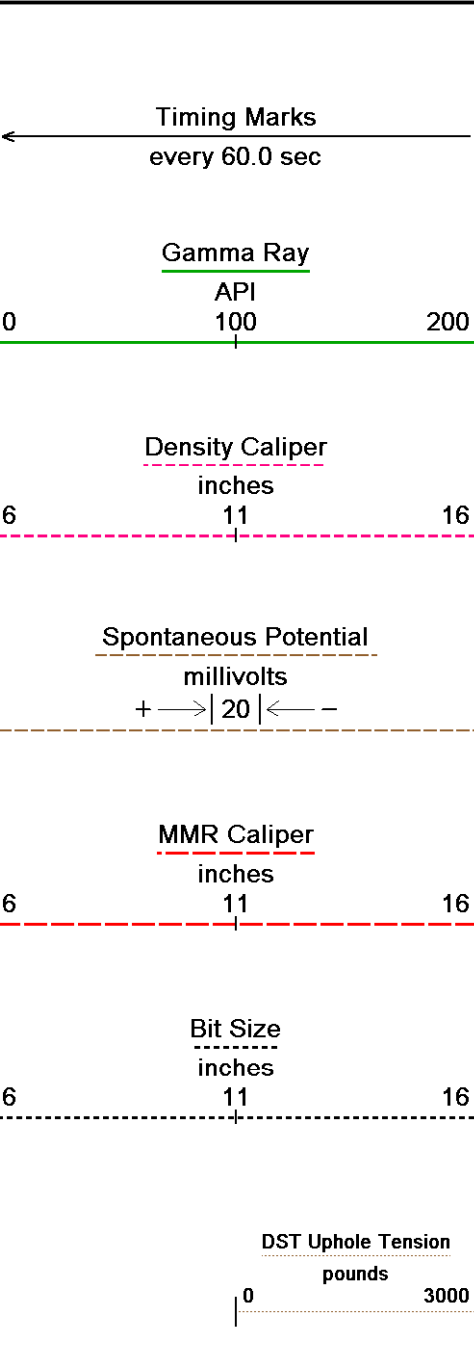 Timing Marks
every 60.0 sec
Gamma Ray
API
0 100 200
Density Caliper
inches
6 11 16
Spontaneous Potential
millivolts
+ 20 −
MMR Caliper
inches
6 11 16
Bit Size
inches
6 11 16
DST Uphole Tension
pounds
0 3000